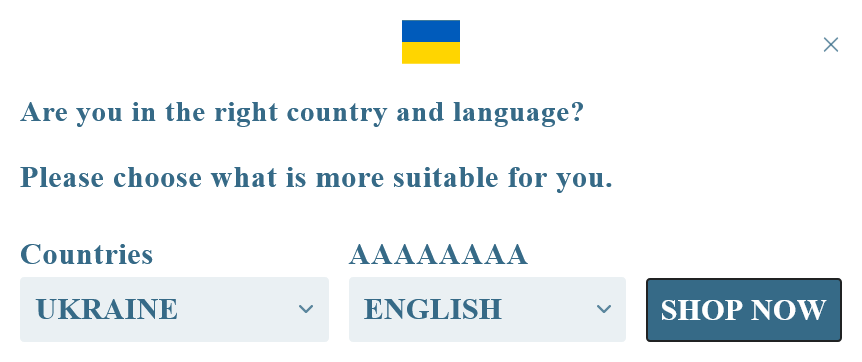 Are you in the right country and language?
Please choose what is more suitable for you.
Countries
AAAAAAAA
UKRAINE
ENGLISH
SHOP NOW